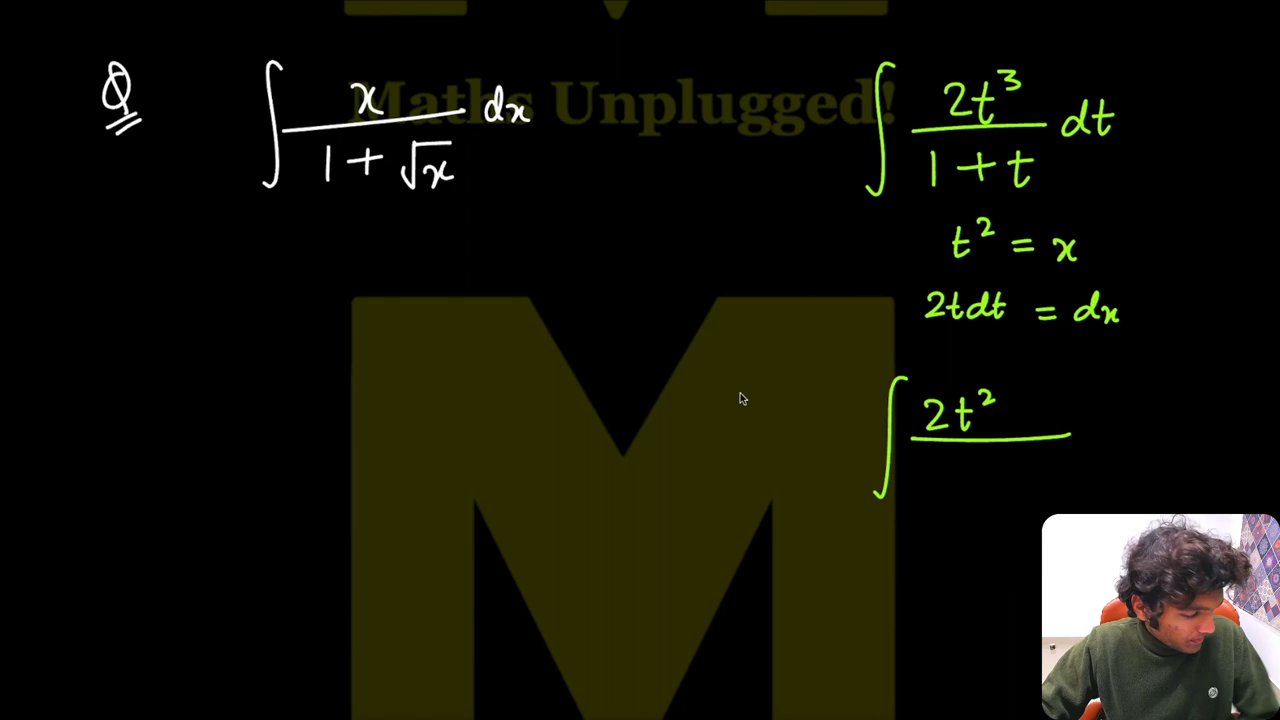 Maths Unplugged!
Q ∫ x / (1 + √x) dx
∫ 2t³ / (1 + t) dt
t² = x
2t dt = dx
∫ 2t²